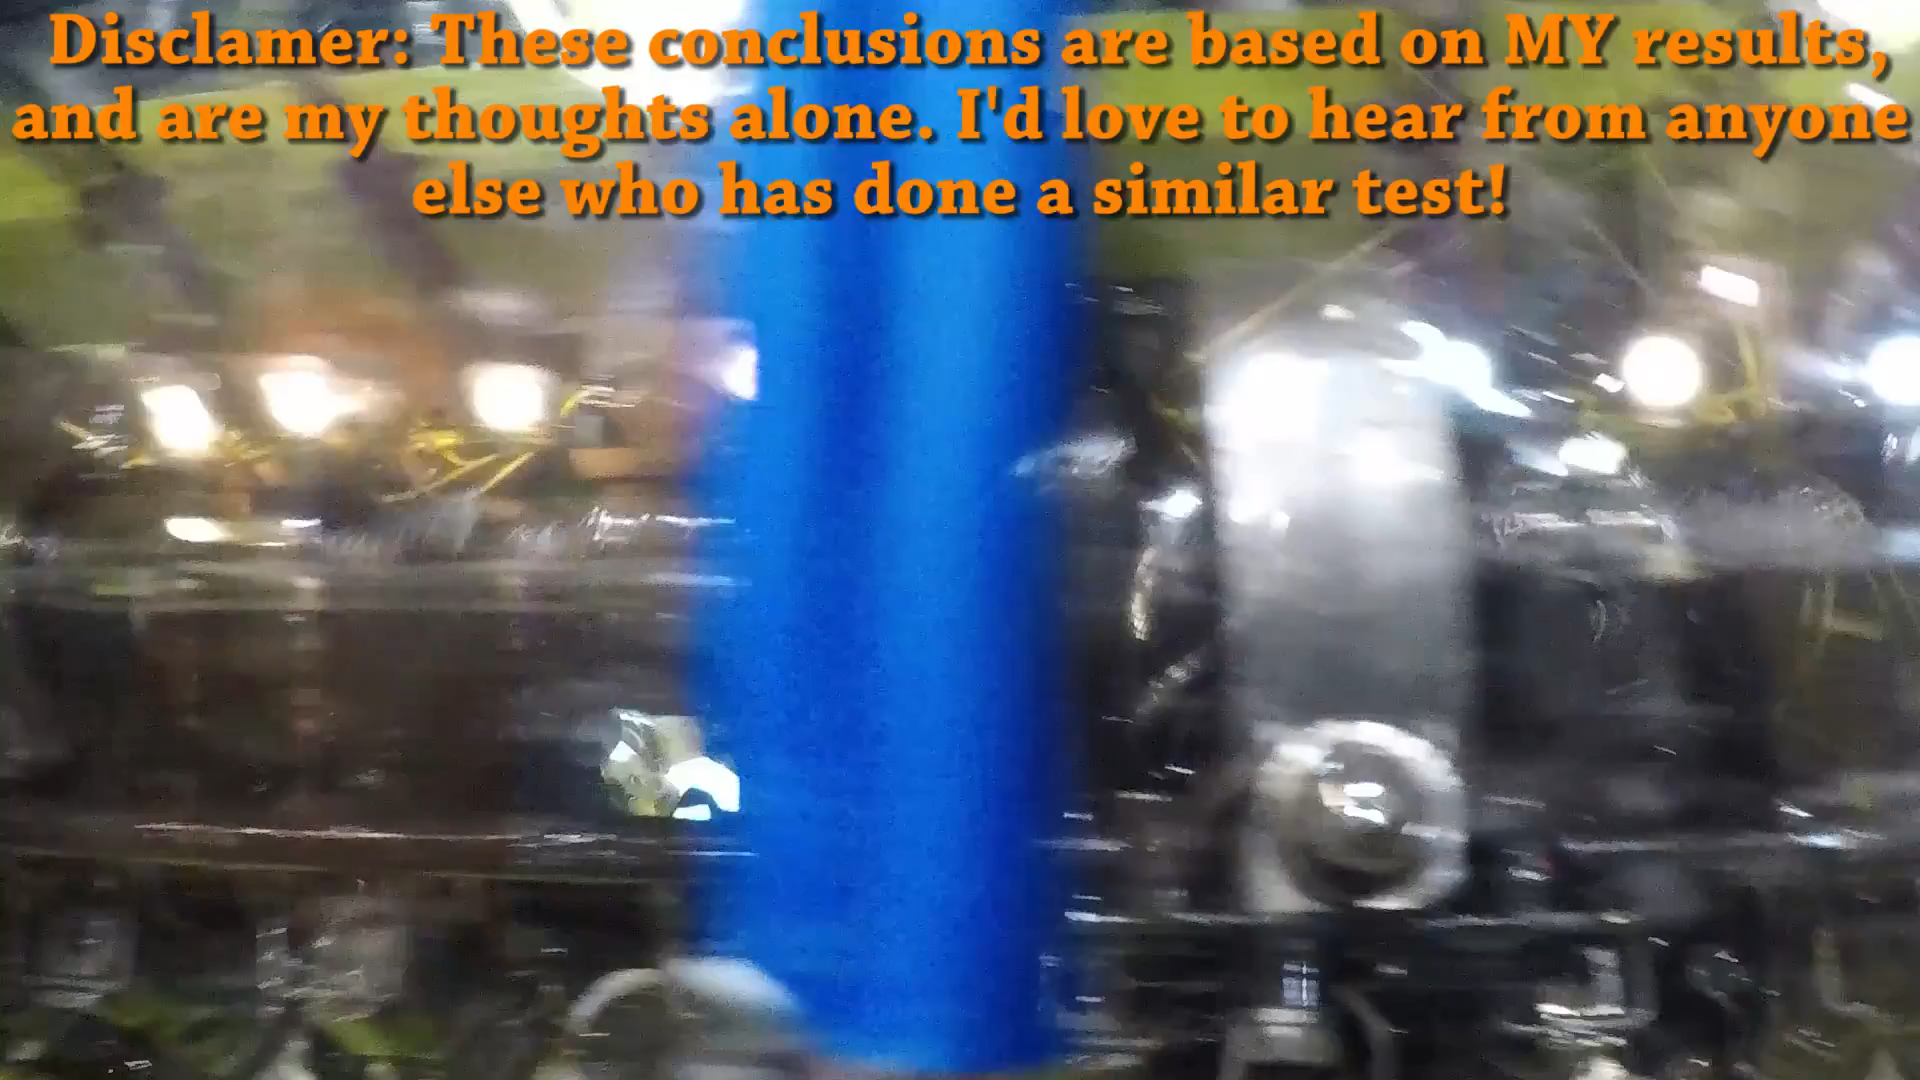 Disclamer: These conclusions are based on MY results,
and are my thoughts alone. I'd love to hear from anyone
else who has done a similar test!